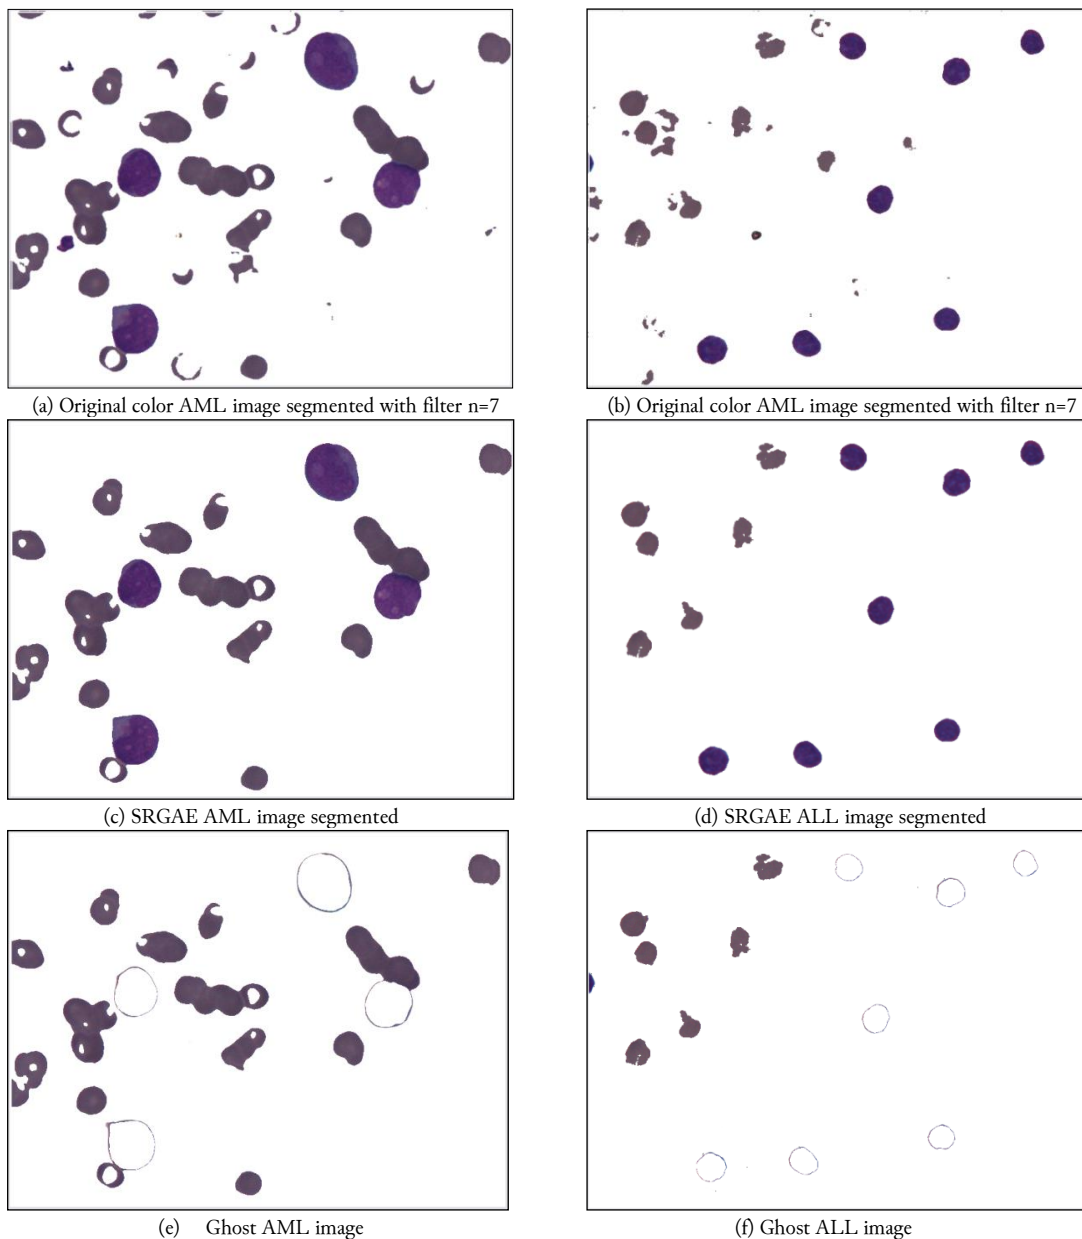 (a) Original color AML image segmented with filter n=7
(b) Original color AML image segmented with filter n=7
(c) SRGAE AML image segmented
(d) SRGAE ALL image segmented
(e) Ghost AML image
(f) Ghost ALL image